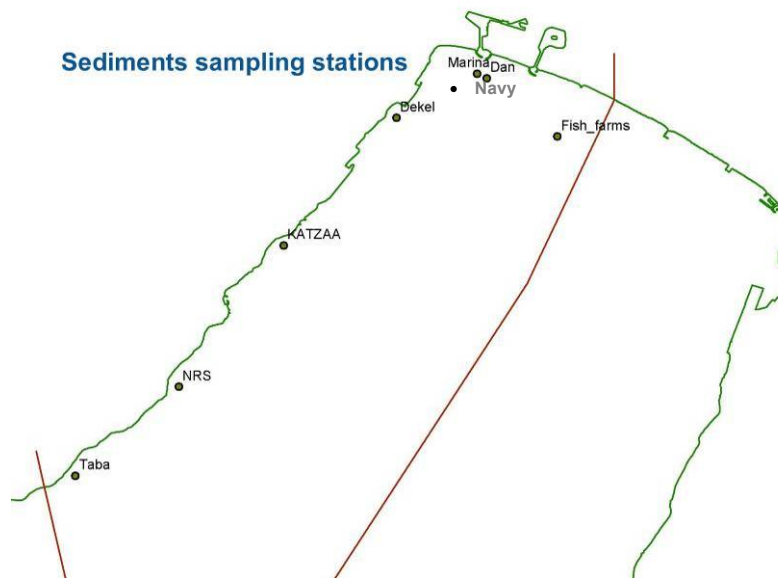 Sediments sampling stations
Marina
Dan
Navy
Dekel
Fish_farms
KATZAA
NRS
Taba